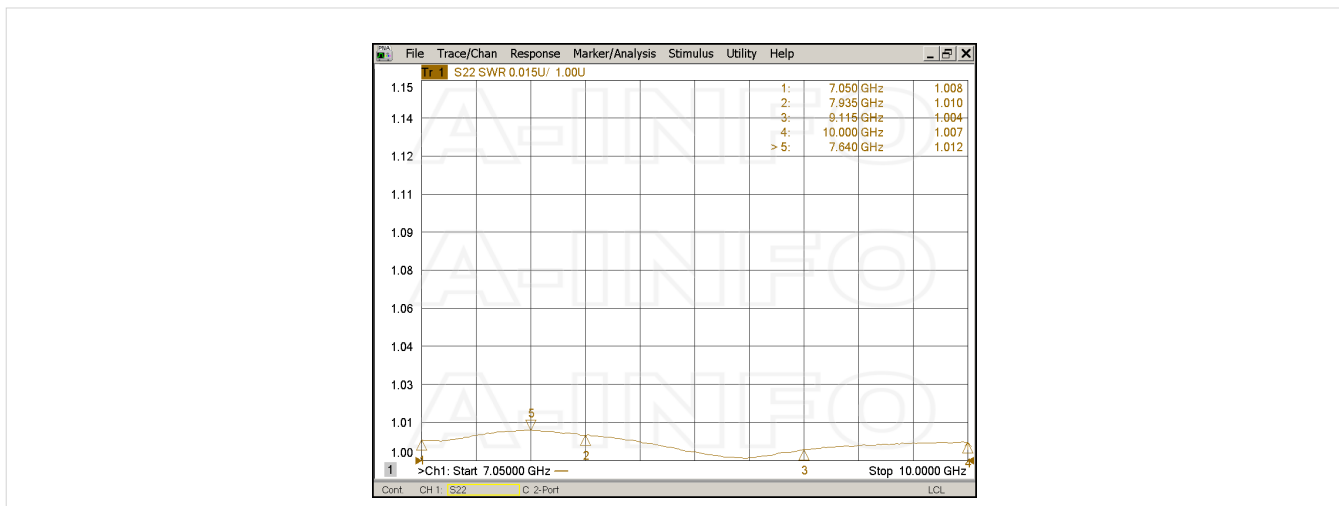 PNA
File Trace/Chan Response Marker/Analysis Stimulus Utility Help
Tr 1 S22 SWR 0.015U/ 1.00U
1: 7.050 GHz 1.008
2: 7.935 GHz 1.010
3: 9.115 GHz 1.004
4: 10.000 GHz 1.007
> 5: 7.640 GHz 1.012
1.15
1.14
1.12
1.11
1.09
1.08
1.06
1.04
1.03
1.01
1.00
A-INFO
A-INFO
A-INFO
5
2
3
4
1 >Ch1: Start 7.05000 GHz — Stop 10.0000 GHz
Cont. CH 1: S22 C 2-Port LCL